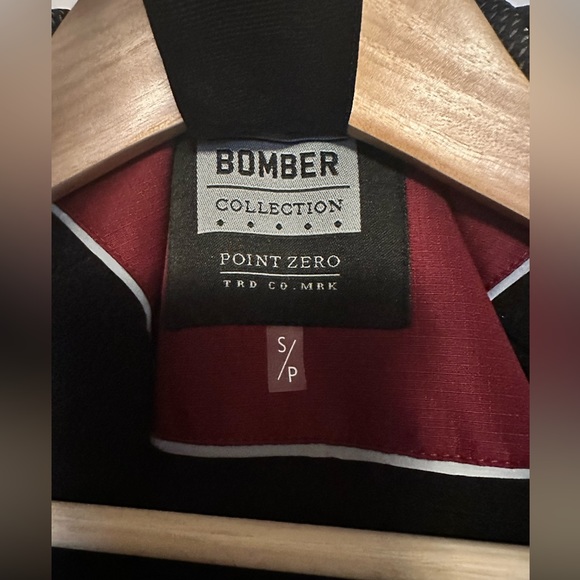 BOMBER
COLLECTION
POINT ZERO
TRD CO. MRK
S/P